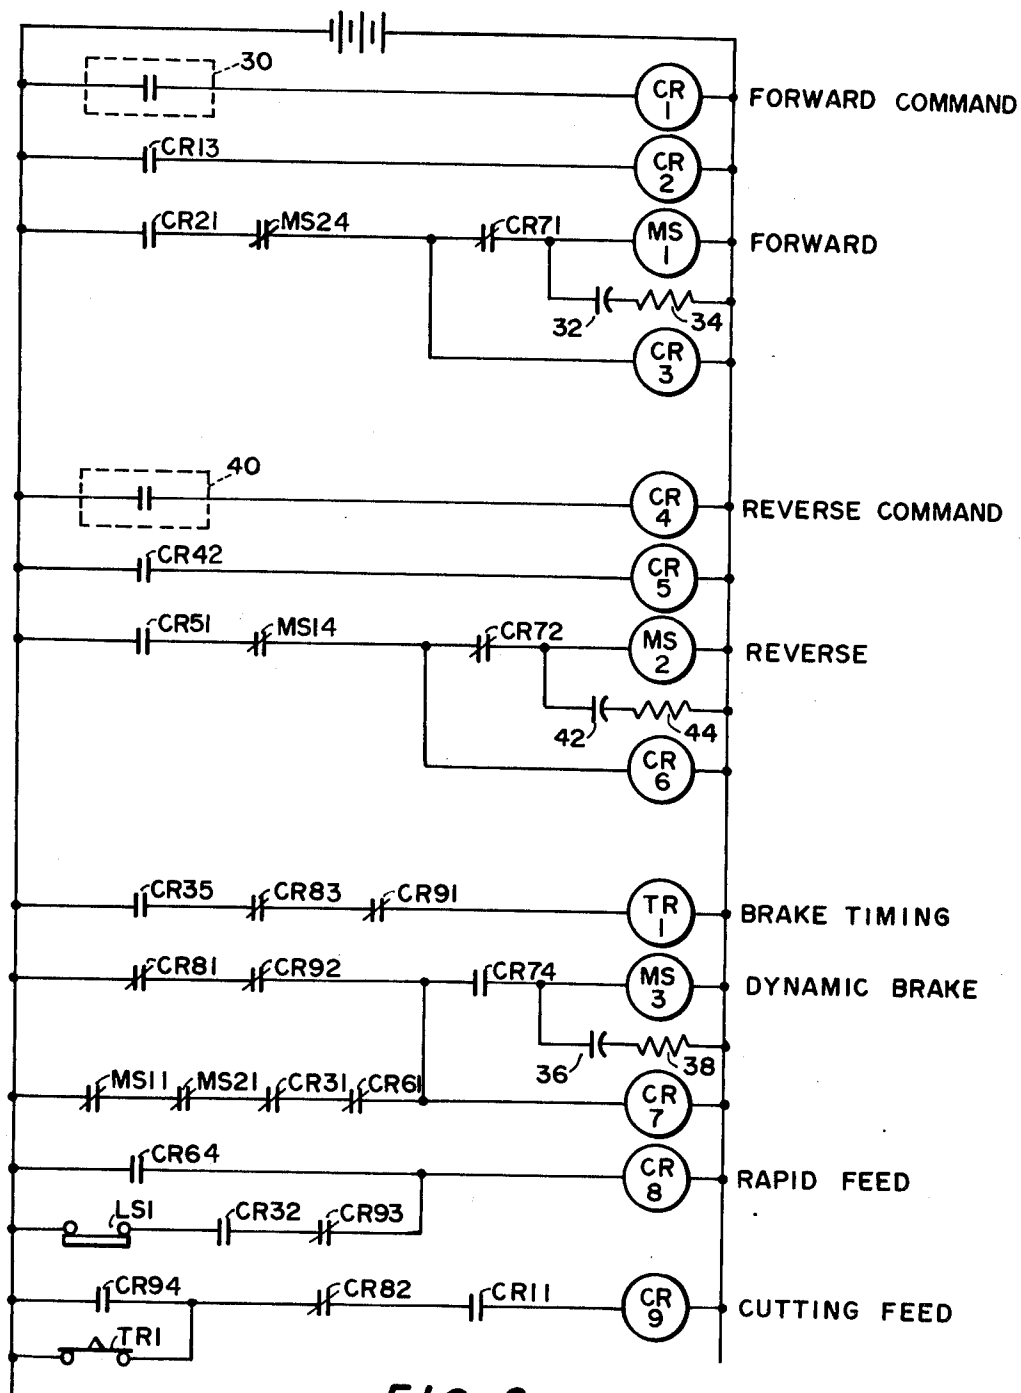 30
CR
1
FORWARD COMMAND
CR13
CR
2
CR21
MS24
CR71
MS
1
FORWARD
32
34
CR
3
40
CR
4
REVERSE COMMAND
CR42
CR
5
CR51
MS14
CR72
MS
2
REVERSE
42
44
CR
6
CR35
CR83
CR91
TR
1
BRAKE TIMING
CR81
CR92
CR74
MS
3
DYNAMIC BRAKE
36
38
MS11
MS21
CR31
CR61
CR
7
CR64
CR
8
RAPID FEED
LS1
CR32
CR93
CR94
CR82
CR11
CR
9
CUTTING FEED
TR1